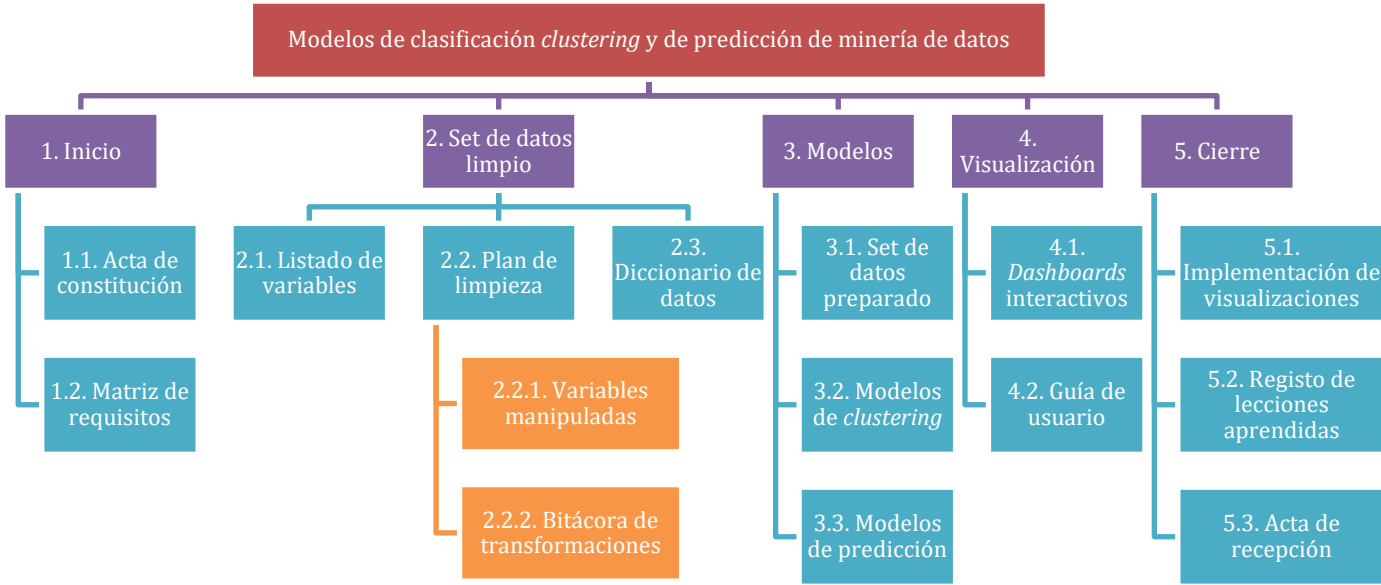 Modelos de clasificación clustering y de predicción de minería de datos
1. Inicio
2. Set de datos
limpio
3. Modelos
4.
Visualización
5. Cierre
1.1. Acta de
constitución
2.1. Listado de
variables
2.2. Plan de
limpieza
2.3.
Diccionario de
datos
3.1. Set de
datos
preparado
4.1.
Dashboards
interactivos
5.1.
Implementación de
visualizaciones
1.2. Matriz de
requisitos
2.2.1. Variables
manipuladas
3.2. Modelos
de clustering
4.2. Guía de
usuario
5.2. Registo de
lecciones
aprendidas
2.2.2. Bitácora de
transformaciones
3.3. Modelos
de predicción
5.3. Acta de
recepción